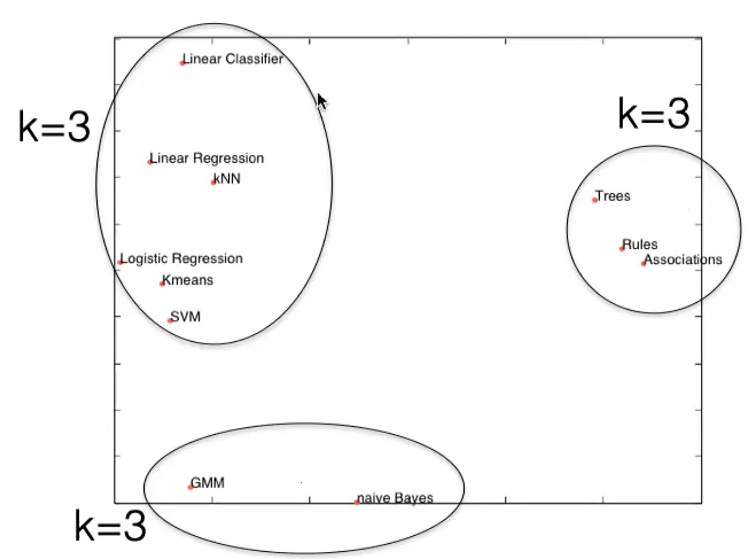 Linear Classifier
k=3
k=3
Linear Regression
kNN
Trees
Rules
Logistic Regression
Associations
Kmeans
SVM
GMM
naive Bayes
k=3